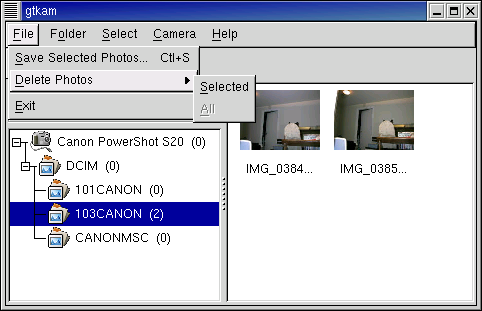 gtkam
File Folder Select Camera Help
Save Selected Photos... Ctl+S
Delete Photos
Selected
All
Exit
Canon PowerShot S20 (0)
DCIM (0)
101CANON (0)
103CANON (2)
CANONMSC (0)
IMG_0384... IMG_0385...